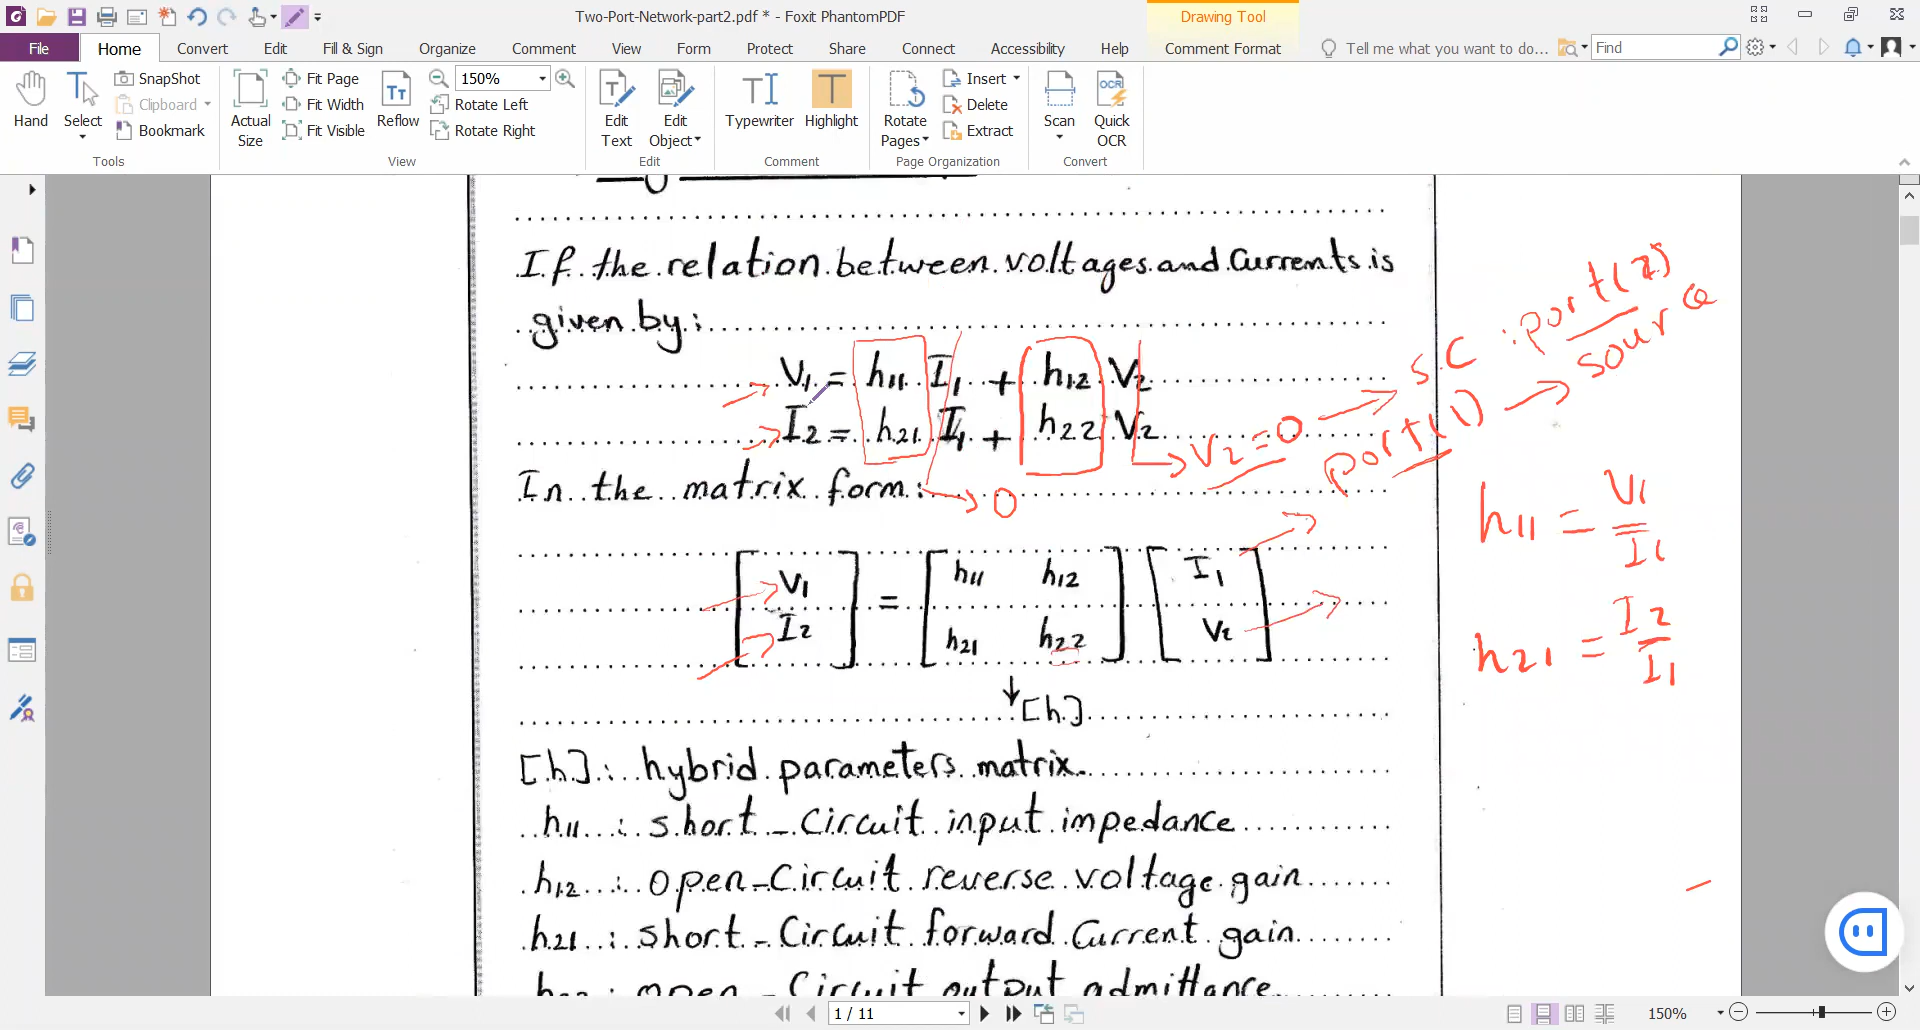 Two-Port-Network-part2.pdf * - Foxit PhantomPDF
Drawing Tool
File Home Convert Edit Fill & Sign Organize Comment View Form Protect Share Connect Accessibility Help Comment Format Tell me what you want to do... Find
Hand
Select
SnapShot
Clipboard
Bookmark
Tools
Actual Size
Fit Page
Fit Width
Fit Visible
Reflow
150%
Rotate Left
Rotate Right
View
Edit Text
Edit Object
Edit
Typewriter
Highlight
Comment
Rotate Pages
Insert
Delete
Extract
Page Organization
Scan
Quick OCR
Convert
If the relation between voltages and currents is
given by:
V1 = h11 I1 + h12 V2
I2 = h21 I1 + h22 V2
→ 0
→ V2 = 0 → S.C : port(2)
port(1) → source
In the matrix form:
[V1 I2] = [h11 h12 h21 h22] [I1 V2]
↓ [h]
h11 = V1/I1
h21 = I2/I1
[h]: hybrid parameters matrix.
h11 : short - Circuit input impedance
h12 : open - Circuit reverse voltage gain
h21 : short - Circuit forward Current gain
h22 : open - Circuit output admittance
1 / 11
150%